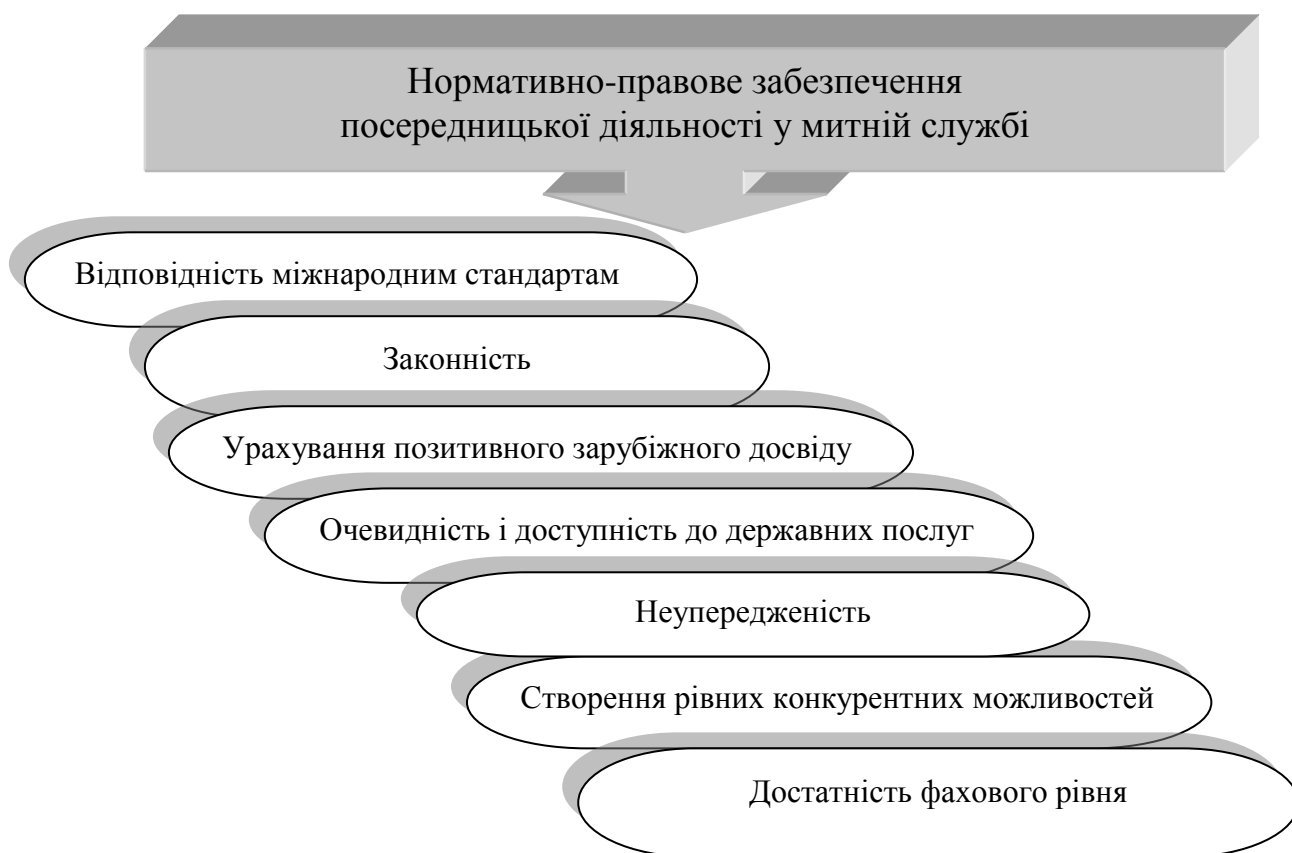 Нормативно-правове забезпечення
посередницької діяльності у митній службі
Відповідність міжнародним стандартам
Законність
Урахування позитивного зарубіжного досвіду
Очевидність і доступність до державних послуг
Неупередженість
Створення рівних конкурентних можливостей
Достатність фахового рівня